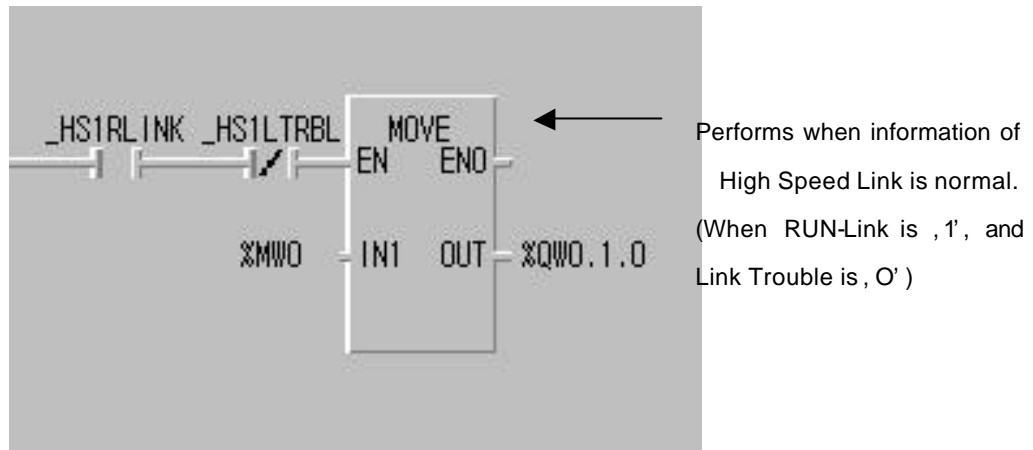 _HS1RLINK _HS1LTRBL MOVE
EN ENO
%MW0 IN1 OUT %QW0.1.0
Performs when information of
High Speed Link is normal.
(When RUN-Link is ‚1’, and
Link Trouble is ‚O’ )